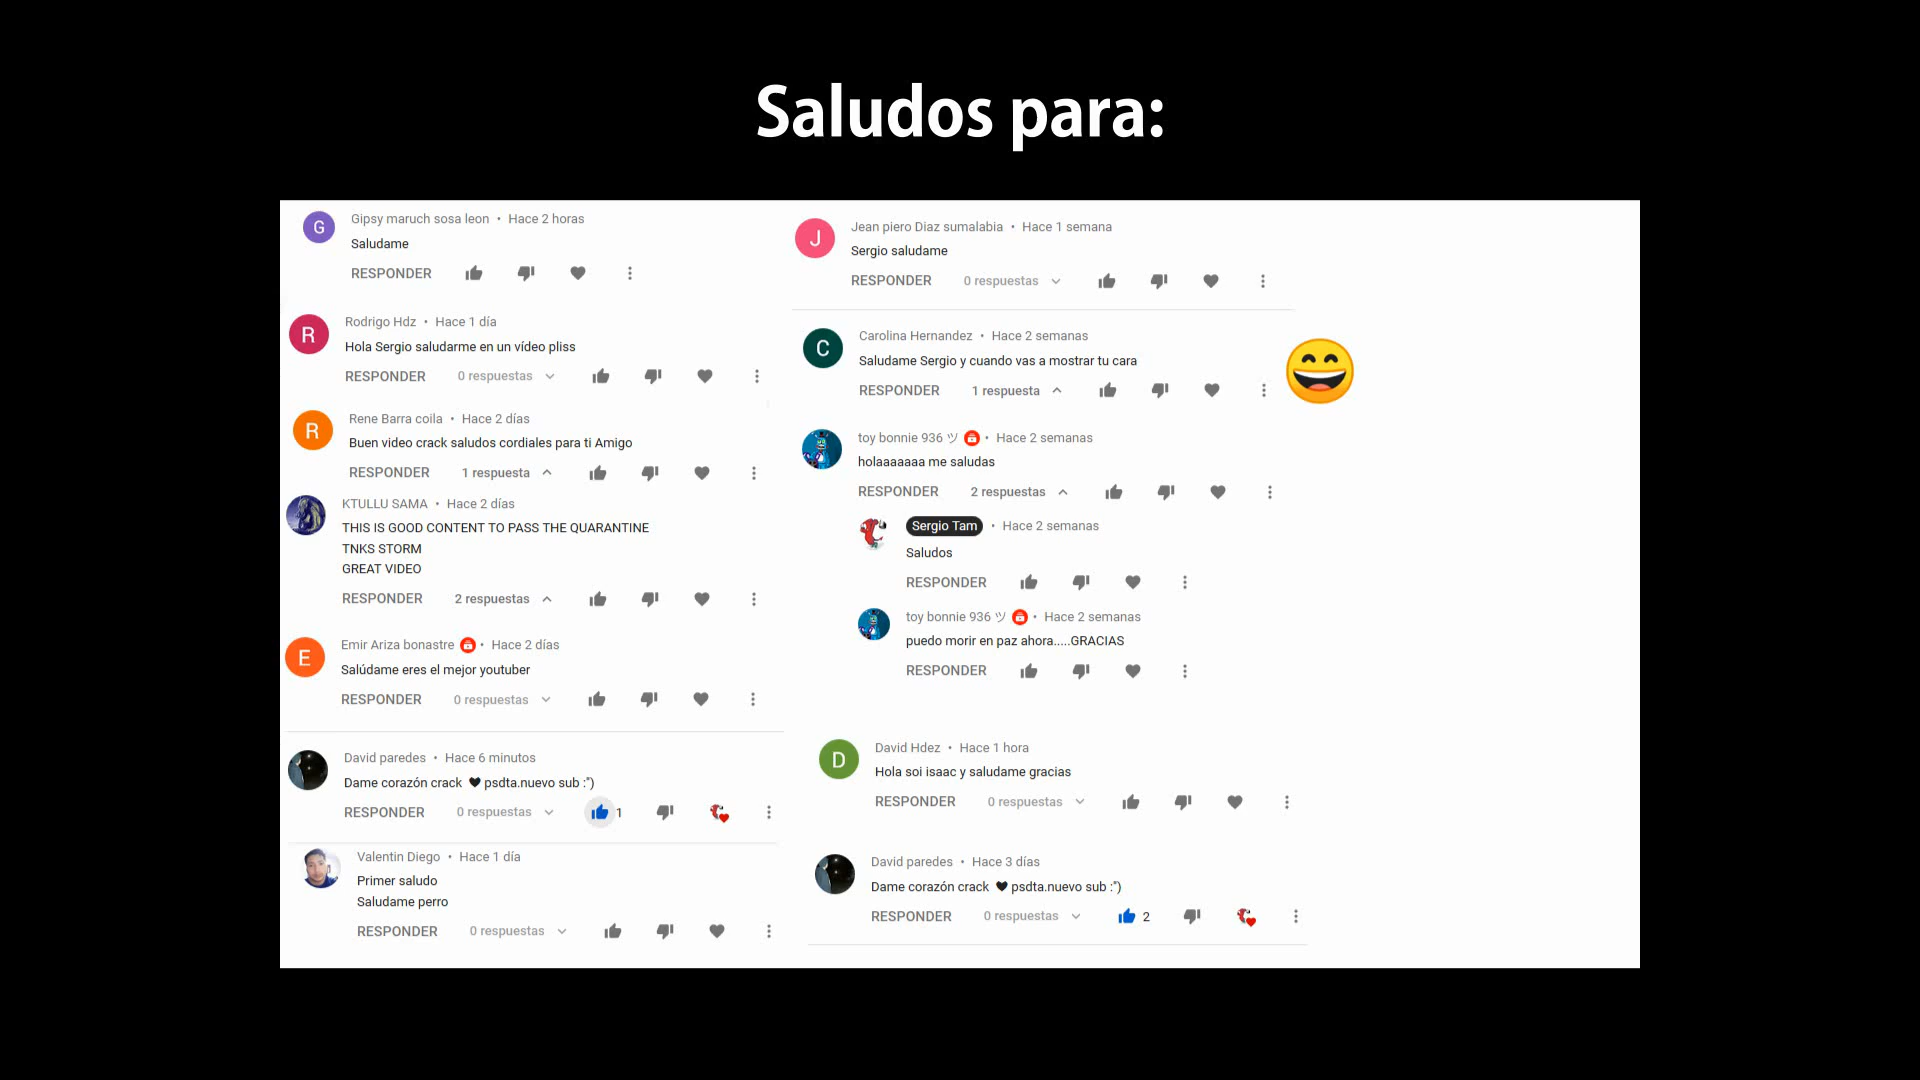 Saludos para:
G
Gipsy maruch sosa leon • Hace 2 horas
Saludame
RESPONDER
R
Rodrigo Hdz • Hace 1 día
Hola Sergio saludarme en un vídeo pliss
RESPONDER 0 respuestas
R
Rene Barra coila • Hace 2 días
Buen video crack saludos cordiales para ti Amigo
RESPONDER 1 respuesta
KTULLU SAMA • Hace 2 días
THIS IS GOOD CONTENT TO PASS THE QUARANTINE
TNKS STORM
GREAT VIDEO
RESPONDER 2 respuestas
E
Emir Ariza bonastre • Hace 2 días
Salúdame eres el mejor youtuber
RESPONDER 0 respuestas
David paredes • Hace 6 minutos
Dame corazón crack 🖤 psdta.nuevo sub :")
RESPONDER 0 respuestas 1
Valentin Diego • Hace 1 día
Primer saludo
Saludame perro
RESPONDER 0 respuestas
J
Jean piero Diaz sumalabia • Hace 1 semana
Sergio saludame
RESPONDER 0 respuestas
C
Carolina Hernandez • Hace 2 semanas
Saludame Sergio y cuando vas a mostrar tu cara
RESPONDER 1 respuesta
toy bonnie 936 ツ • Hace 2 semanas
holaaaaaaa me saludas
RESPONDER 2 respuestas
Sergio Tam • Hace 2 semanas
Saludos
RESPONDER
toy bonnie 936 ツ • Hace 2 semanas
puedo morir en paz ahora.....GRACIAS
RESPONDER
D
David Hdez • Hace 1 hora
Hola soi isaac y saludame gracias
RESPONDER 0 respuestas
David paredes • Hace 3 días
Dame corazón crack 🖤 psdta.nuevo sub :")
RESPONDER 0 respuestas 2